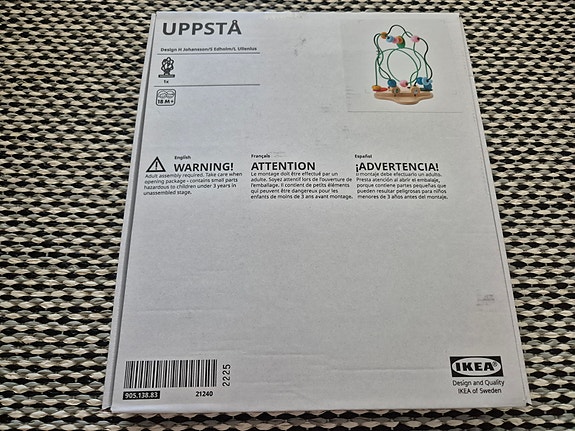 UPPSTÅ
Design H Johanssen/S Edholm/L Ullenius
1x
18 M+
English
WARNING!
Adult assembly required. Take care when
opening package - contains small parts
hazardous to children under 3 years in
unassembled stage.
Français
ATTENTION
Le montage doit être effectué par un
adulte. Soyez attentif lors de l'ouverture de
l'emballage. Il contient de petits éléments
qui peuvent être dangereux pour les
enfants de moins de 3 ans avant montage.
Español
¡ADVERTENCIA!
El montaje debe efectuarlo un adulto.
Presta atención al abrir el embalaje,
porque contiene partes pequeñas que
pueden resultar peligrosas para niños
menores de 3 años antes del montaje.
905.138.83
21240
2225
IKEA®
Design and Quality
IKEA of Sweden